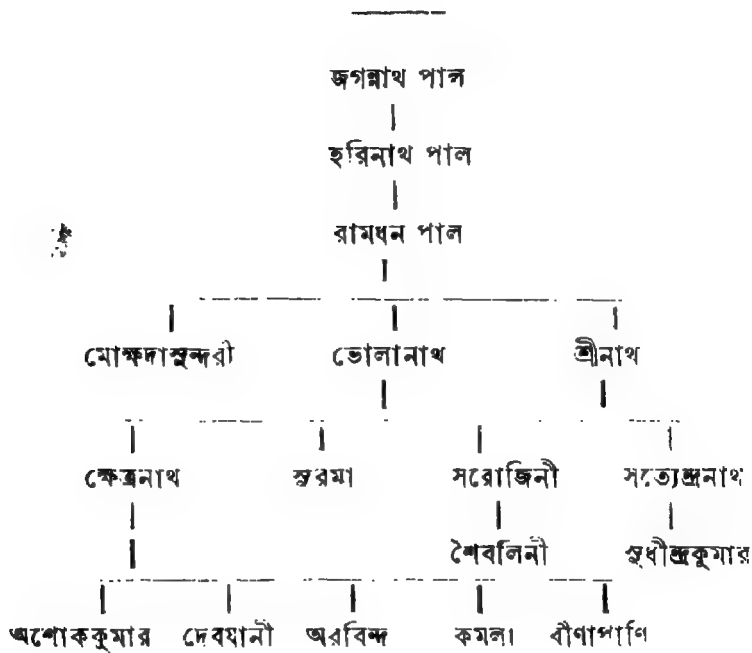 জগন্নাথ পাল
হরিনাথ পাল
রামধন পাল
মোক্ষদাসুন্দরী ভোলানাথ শ্রীনাথ
ক্ষেত্রনাথ সুরমা সরোজিনী সত্যেন্দ্রনাথ
শৈবলিনী সুধীন্দ্রকুমার
অশোককুমার দেবযানী অরবিন্দ কমলা বীণাপাণি